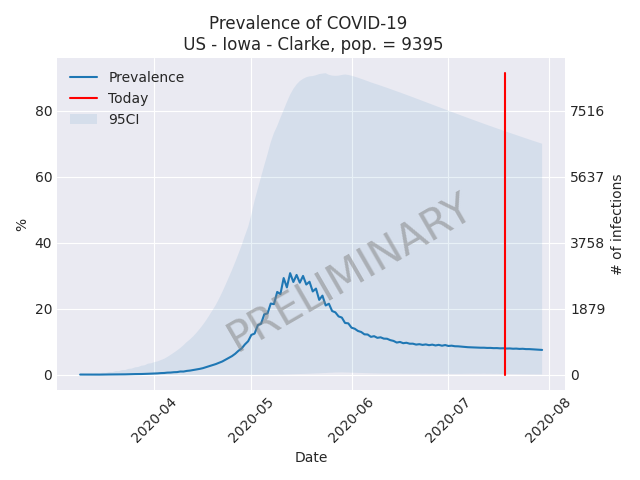 Prevalence of COVID-19
US - Iowa - Clarke, pop. = 9395
Prevalence
Today
95CI
80
60
40
20
0
%
7516
5637
3758
1879
0
# of infections
PRELIMINARY
2020-04
2020-05
2020-06
2020-07
2020-08
Date